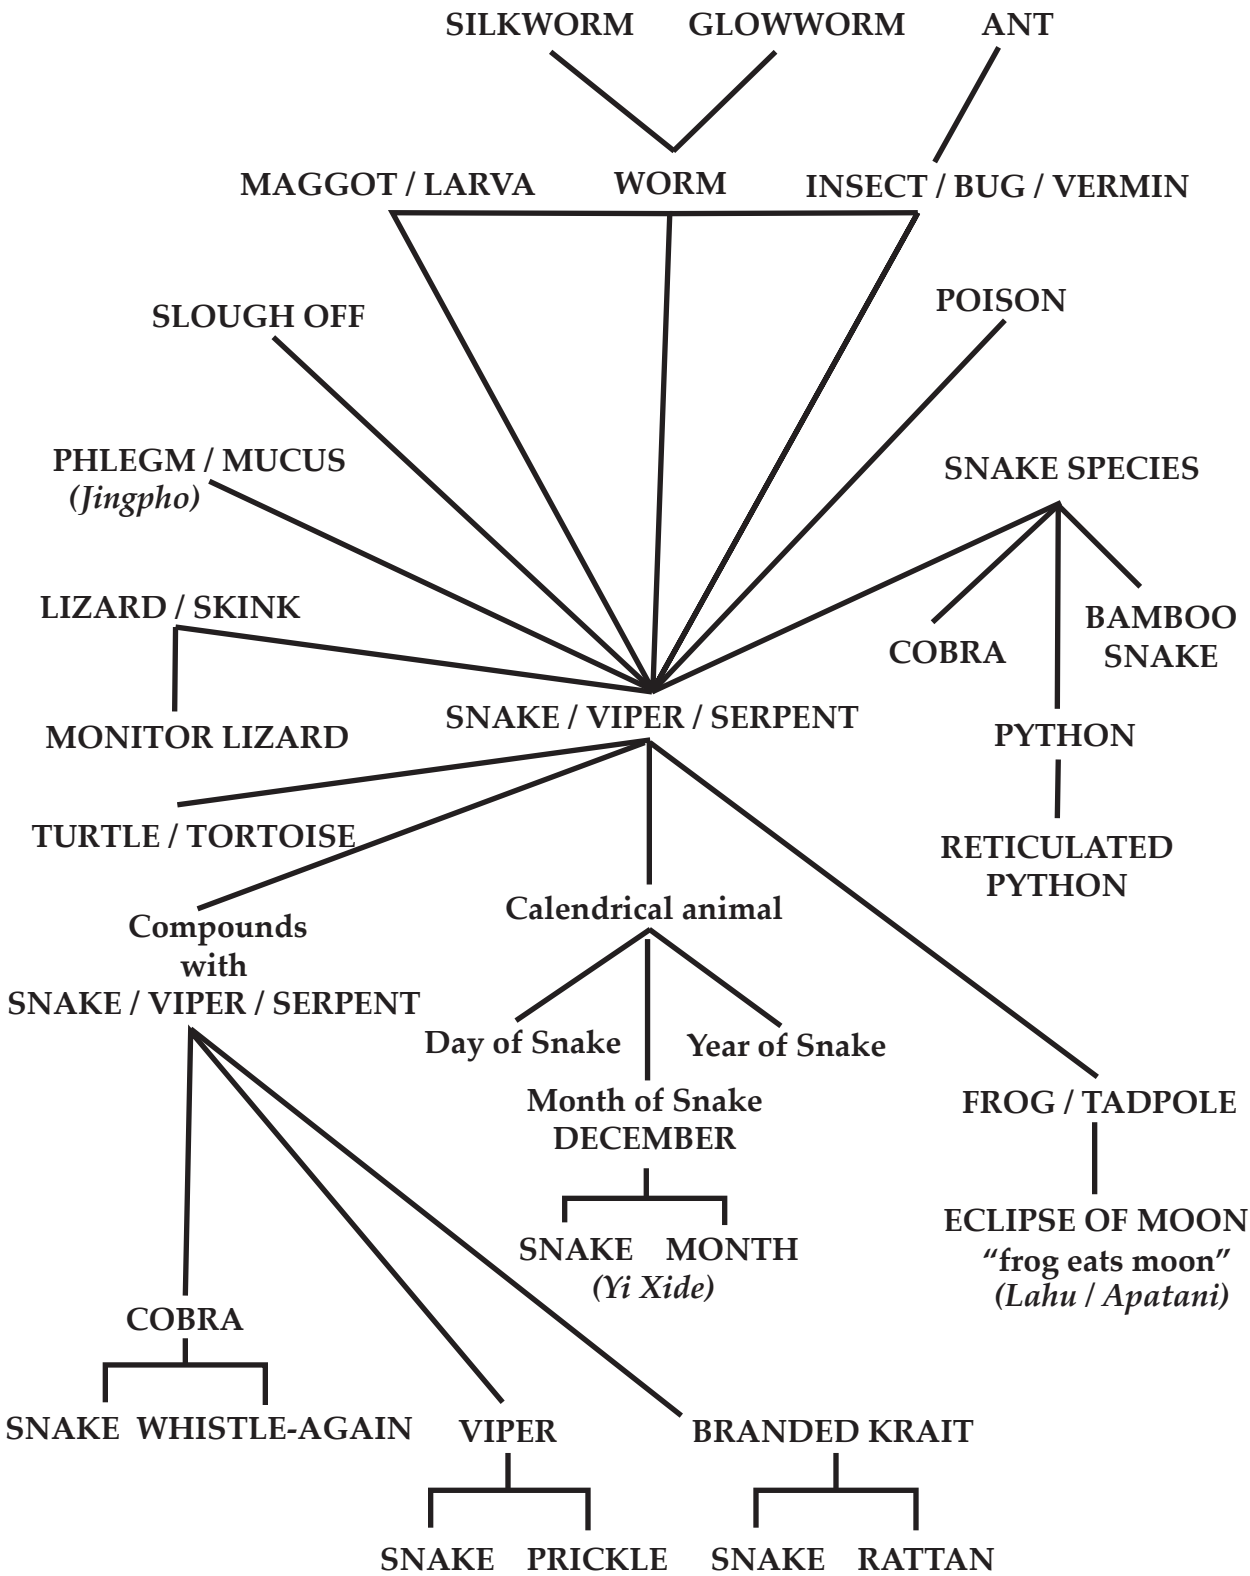 SILKWORM GLOWWORM ANT
MAGGOT / LARVA WORM INSECT / BUG / VERMIN
SLOUGH OFF POISON
PHLEGM / MUCUS
(Jingpho)
SNAKE SPECIES
LIZARD / SKINK
COBRA
BAMBOO
SNAKE
MONITOR LIZARD
SNAKE / VIPER / SERPENT
PYTHON
TURTLE / TORTOISE
RETICULATED
PYTHON
Compounds
with
SNAKE / VIPER / SERPENT
Calendrical animal
Day of Snake
Year of Snake
Month of Snake
DECEMBER
SNAKE MONTH
(Yi Xide)
FROG / TADPOLE
ECLIPSE OF MOON
“frog eats moon”
(Lahu / Apatani)
COBRA
SNAKE WHISTLE-AGAIN
VIPER
SNAKE PRICKLE
BRANDED KRAIT
SNAKE RATTAN